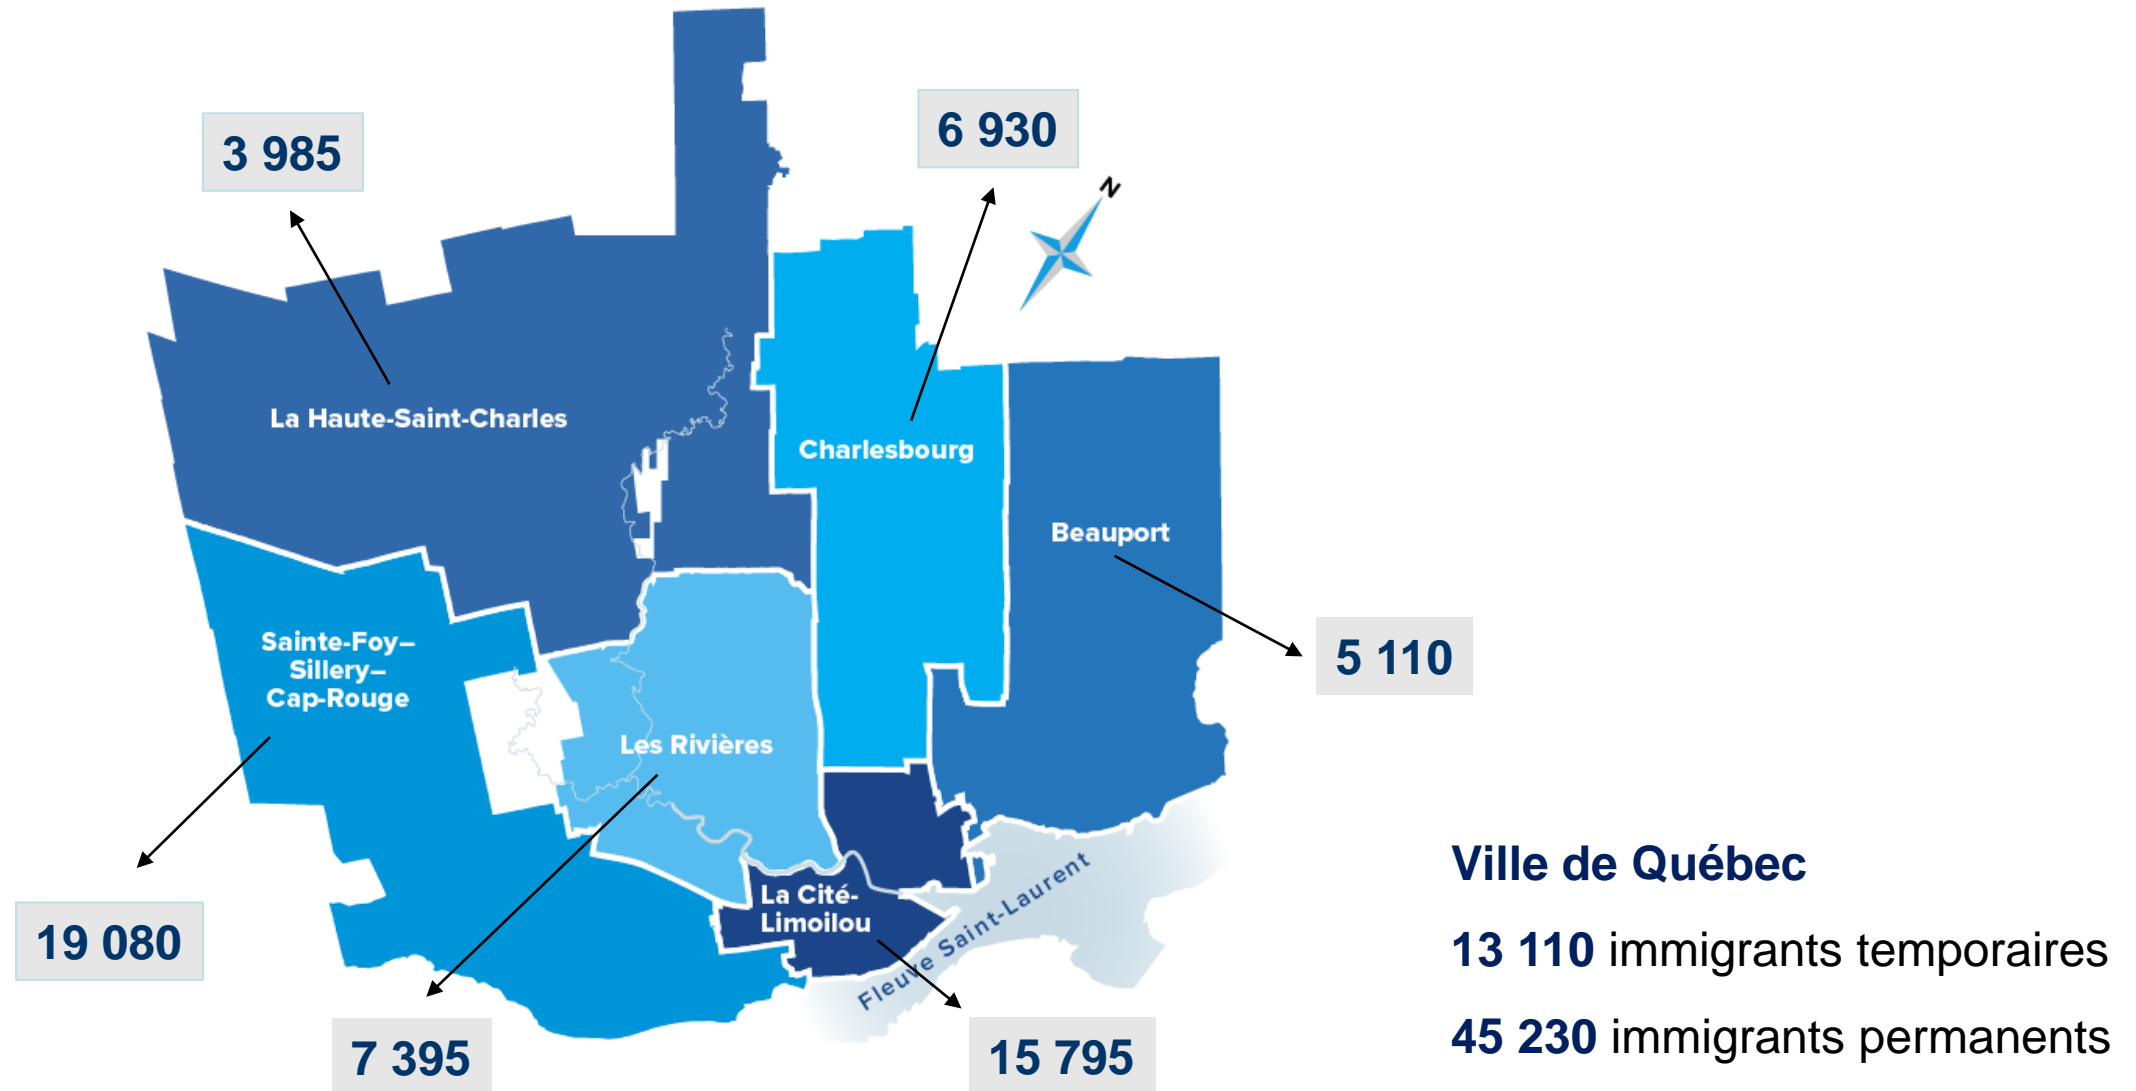 3 985
6 930
N
La Haute-Saint-Charles
Charlesbourg
Beauport
Sainte-Foy–
Sillery–
Cap-Rouge
5 110
Les Rivières
La Cité-
Limoilou
Fleuve Saint-Laurent
19 080
7 395
15 795
Ville de Québec
13 110 immigrants temporaires
45 230 immigrants permanents